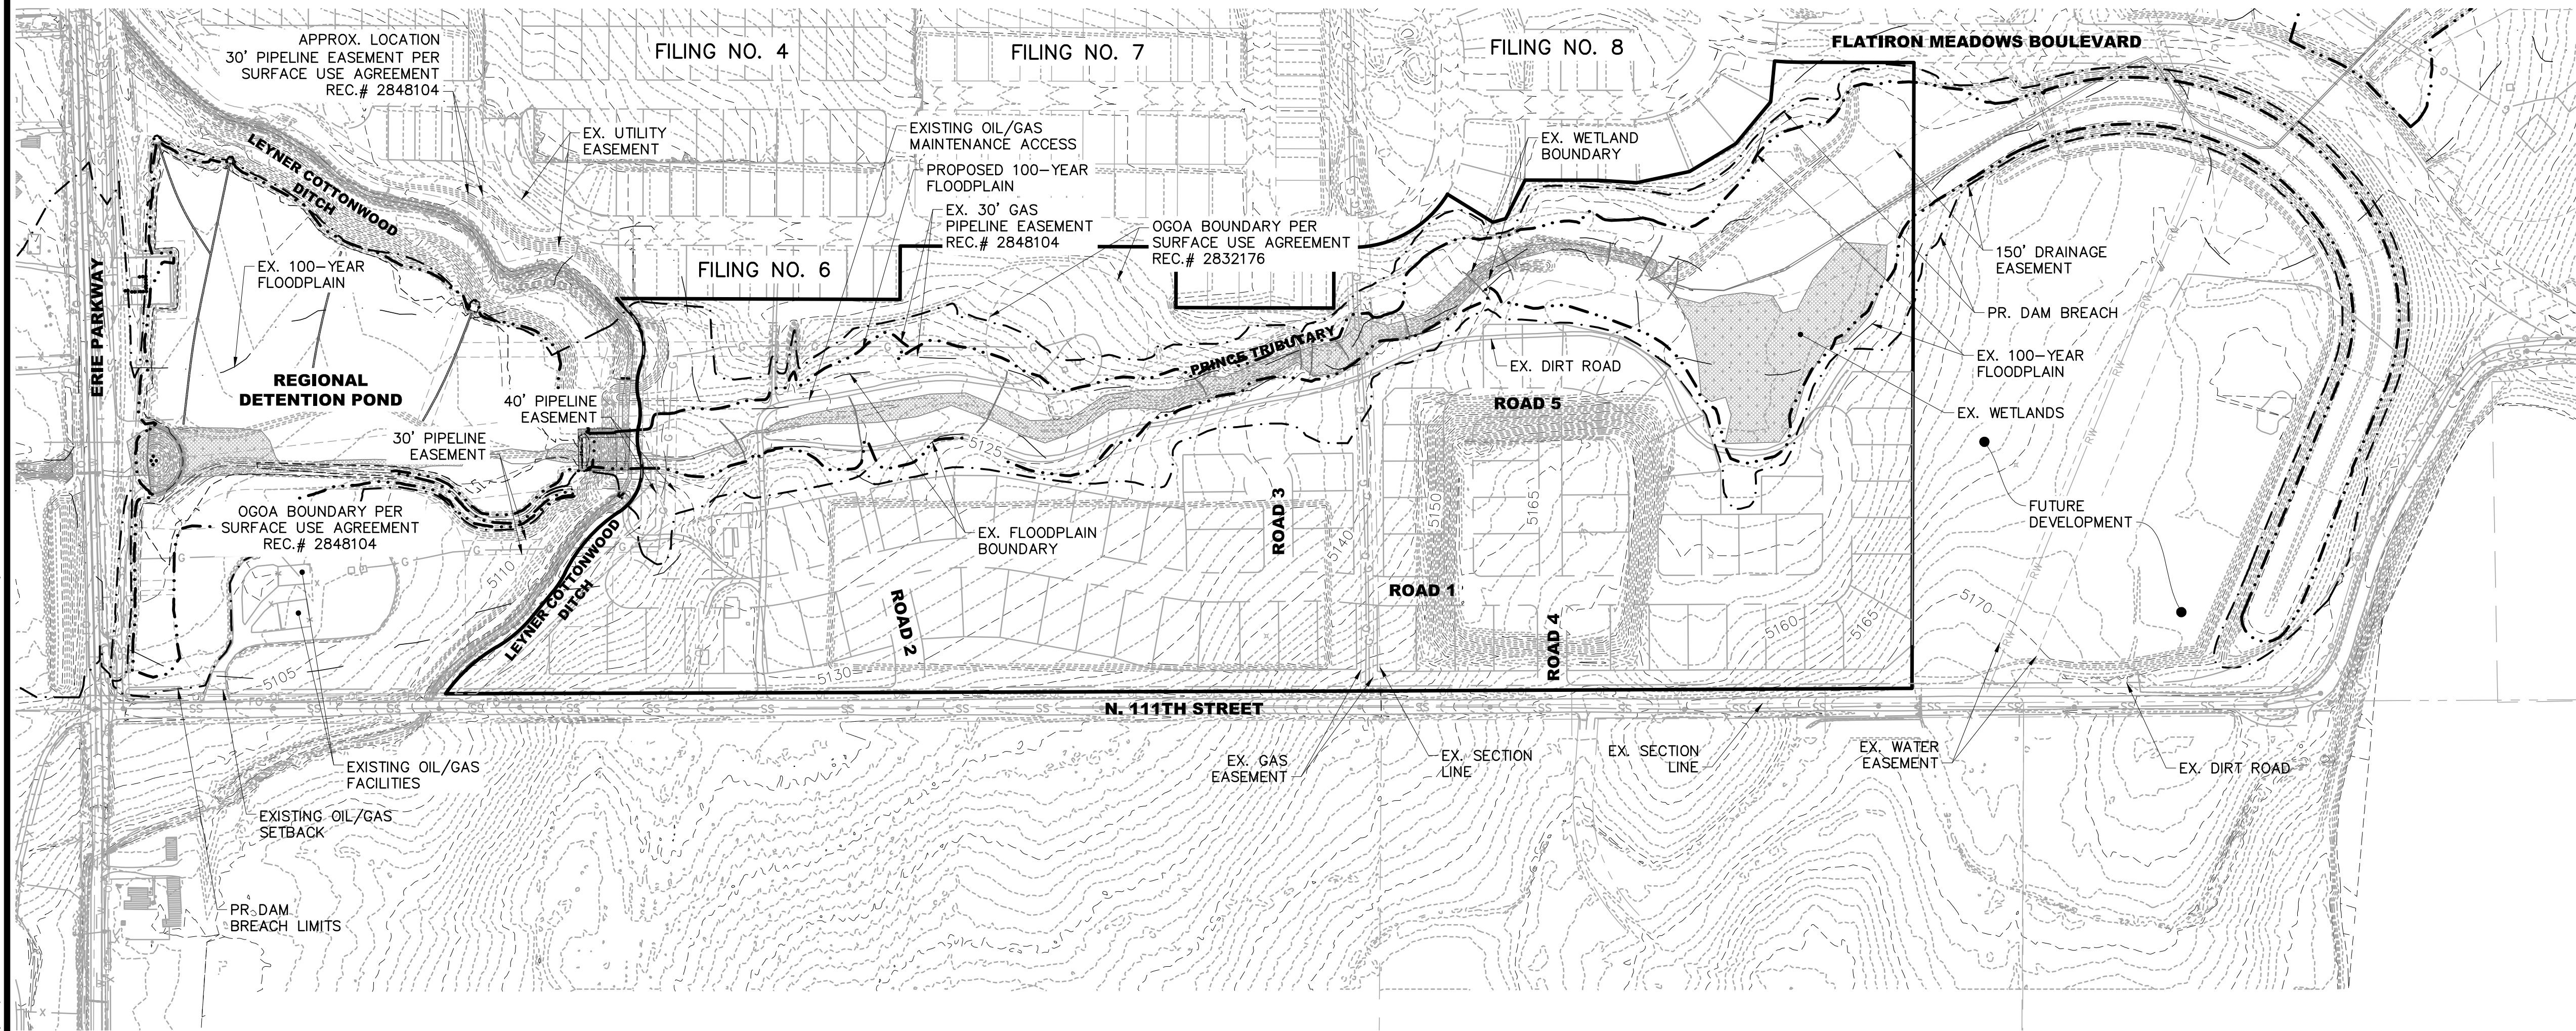 APPROX. LOCATION
30' PIPELINE EASEMENT PER
SURFACE USE AGREEMENT
REC.# 2848104
FILING NO. 4
FILING NO. 7
FILING NO. 8
FLATIRON MEADOWS BOULEVARD
LEYNER COTTONWOOD
DITCH
EX. UTILITY
EASEMENT
EXISTING OIL/GAS
MAINTENANCE ACCESS
PROPOSED 100-YEAR
FLOODPLAIN
EX. 30' GAS
PIPELINE EASEMENT
REC.# 2848104
OGOA BOUNDARY PER
SURFACE USE AGREEMENT
REC.# 2832176
EX. WETLAND
BOUNDARY
150' DRAINAGE
EASEMENT
PR. DAM BREACH
EX. 100-YEAR
FLOODPLAIN
EX. WETLANDS
FUTURE
DEVELOPMENT
ERIE PARKWAY
EX. 100-YEAR
FLOODPLAIN
FILING NO. 6
REGIONAL
DETENTION POND
PRINCE TRIBUTARY
EX. DIRT ROAD
40' PIPELINE
EASEMENT
30' PIPELINE
EASEMENT
ROAD 5
5125
OGOA BOUNDARY PER
SURFACE USE AGREEMENT
REC.# 2848104
EX. FLOODPLAIN
BOUNDARY
ROAD 3
5140
5150
5165
5110
LEYNER COTTONWOOD
DITCH
ROAD 2
ROAD 1
ROAD 4
5160
5165
5170
5105
5130
N. 111TH STREET
EXISTING OIL/GAS
FACILITIES
EXISTING OIL/GAS
SETBACK
PR DAM
BREACH LIMITS
EX. GAS
EASEMENT
EX. SECTION
LINE
EX. SECTION
LINE
EX. WATER
EASEMENT
EX. DIRT ROAD